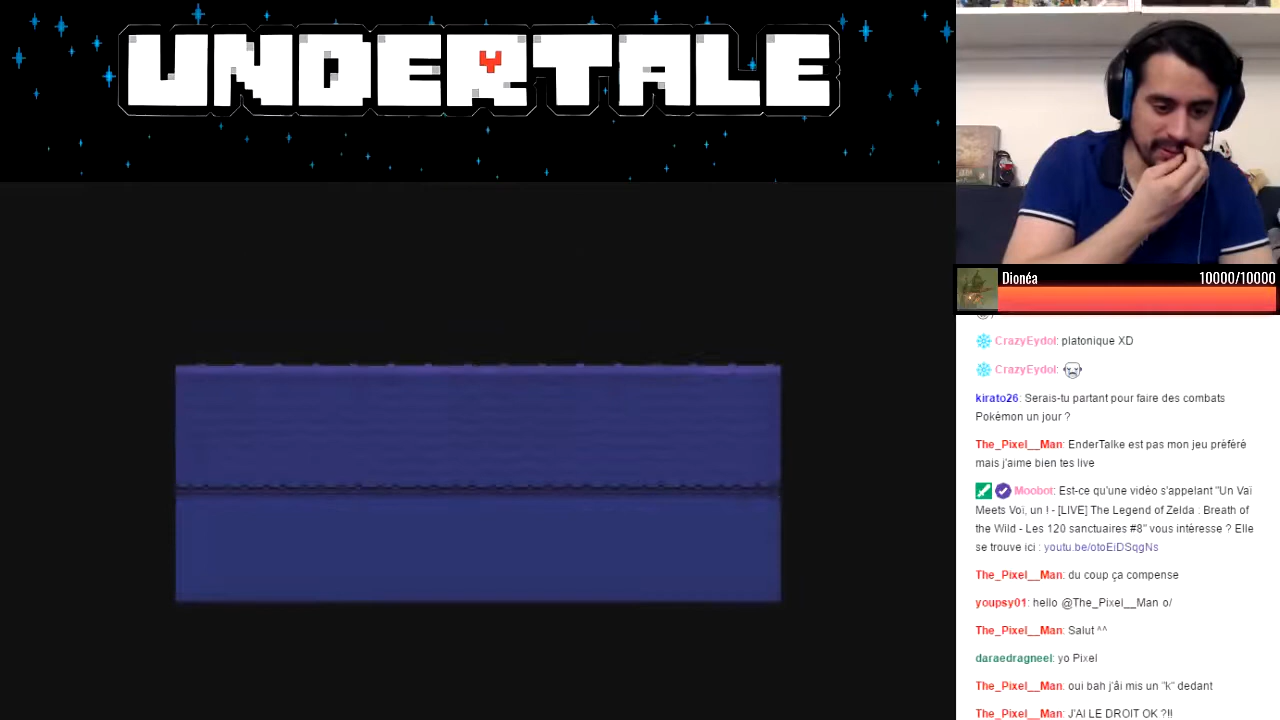 UNDERTALE
Dionéa 10000/10000
CrazyEydol: platonique XD
CrazyEydol:
kirato26: Serais-tu partant pour faire des combats
Pokémon un jour ?
The_Pixel__Man: EnderTalke est pas mon jeu préféré
mais j'aime bien tes live
Moobot: Est-ce qu'une vidéo s'appelant "Un Vaï
Meets Voï, un ! - [LIVE] The Legend of Zelda : Breath of
the Wild - Les 120 sanctuaires #8" vous intéresse ? Elle
se trouve ici : youtu.be/otoEiDSqgNs
The_Pixel__Man: du coup ça compense
youpsy01: hello @The_Pixel__Man o/
The_Pixel__Man: Salut ^^
daraedragneel: yo Pixel
The_Pixel__Man: oui bah j'âi mis un "k" dedant
The_Pixel__Man: J'AI LE DROIT OK ?!!